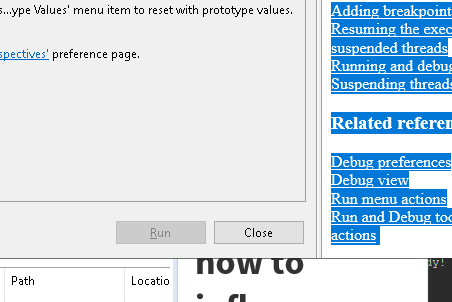 s...ype Values' menu item to reset with prototype values.
spectives' preference page.
Run
Close
Adding breakpoint
Resuming the exec
suspended threads
Running and debug
Suspending threads
Related referen
Debug preferences
Debug view
Run menu actions
Run and Debug too
actions
Path
Locatio
how to
dy!